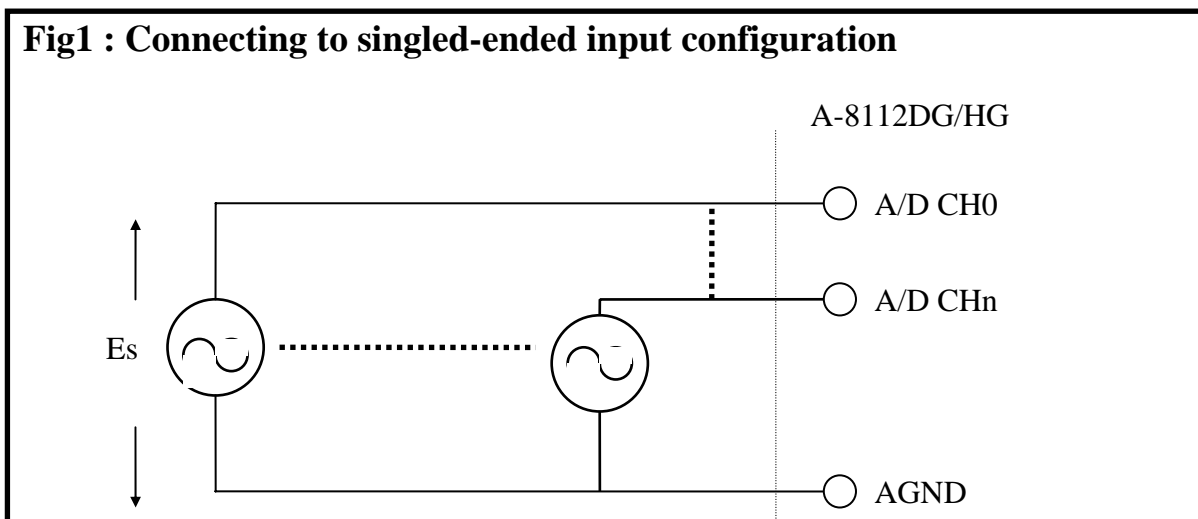 Fig1 : Connecting to singled-ended input configuration
A-8112DG/HG
A/D CH0
A/D CHn
Es
AGND